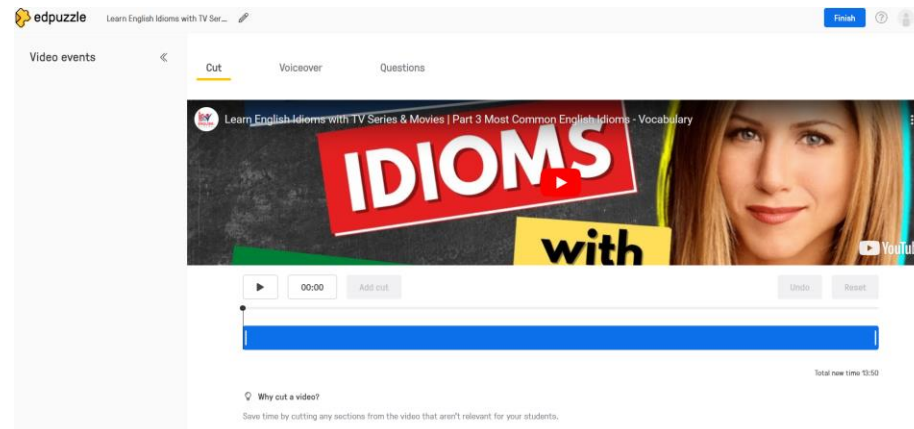 edpuzzle
Learn English Idioms with TV Ser...
Finish
?
Video events
Cut
Voiceover
Questions
Learn English Idioms with TV Series & Movies | Part 3 Most Common English Idioms - Vocabulary
IDIOMS
with
YouTub
00:00
Add cut
Undo
Reset
Total new time 13:50
Why cut a video?
Save time by cutting any sections from the video that aren't relevant for your students.